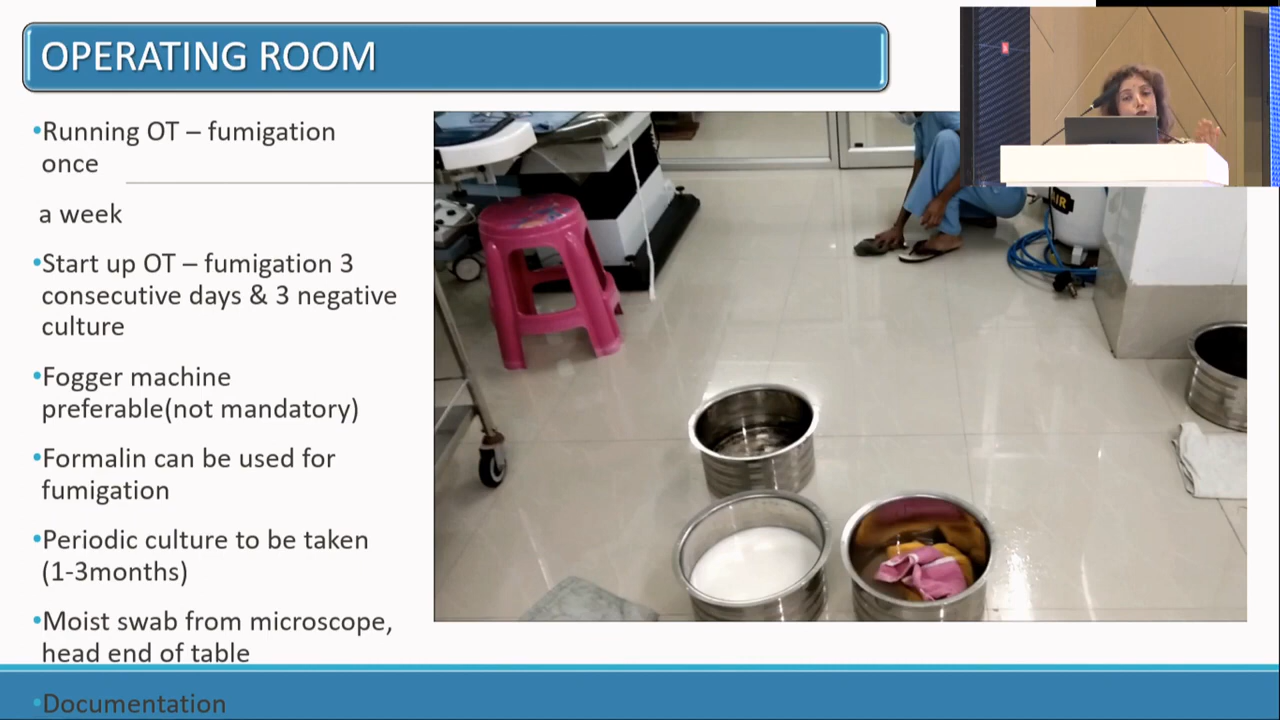 OPERATING ROOM
•Running OT – fumigation
once
a week
•Start up OT – fumigation 3
consecutive days & 3 negative
culture
•Fogger machine
preferable(not mandatory)
•Formalin can be used for
fumigation
•Periodic culture to be taken
(1-3months)
•Moist swab from microscope,
head end of table
•Documentation